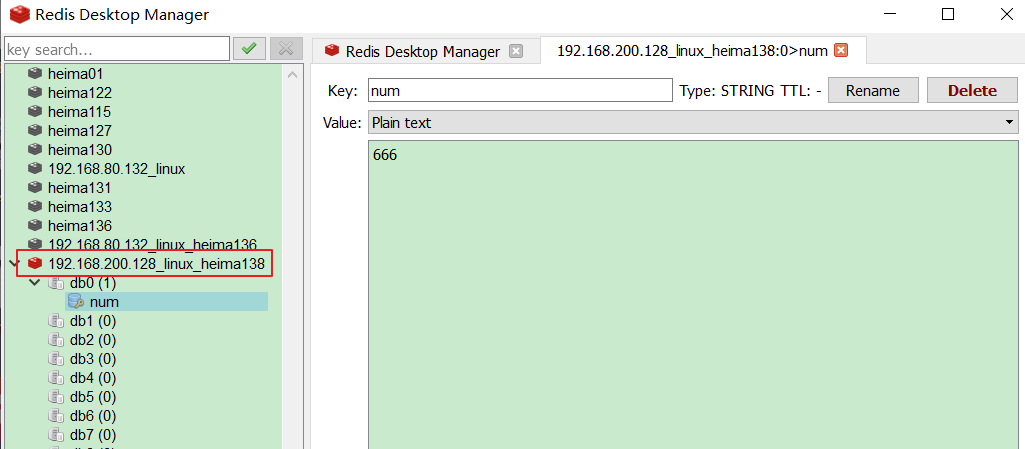 Redis Desktop Manager
key search...
heima01
heima122
heima115
heima127
heima130
192.168.80.132_linux
heima131
heima133
heima136
192.168.80.132_linux_heima136
192.168.200.128_linux_heima138
db0 (1)
num
db1 (0)
db2 (0)
db3 (0)
db4 (0)
db5 (0)
db6 (0)
db7 (0)
Redis Desktop Manager
192.168.200.128_linux_heima138:0>num
Key: num Type: STRING TTL: - Rename Delete
Value: Plain text
666